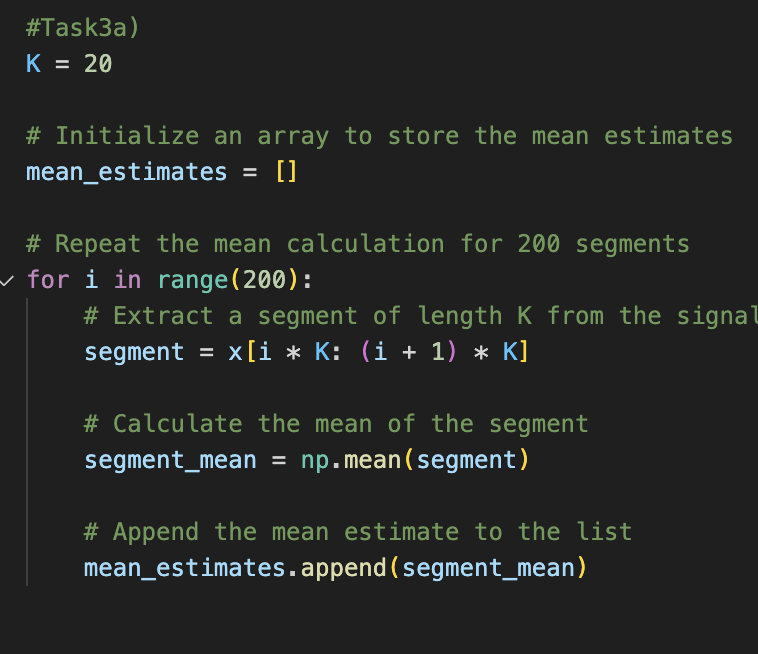 #Task3a)
K = 20
# Initialize an array to store the mean estimates
mean_estimates = []
# Repeat the mean calculation for 200 segments
for i in range(200):
# Extract a segment of length K from the signal
segment = x[i * K: (i + 1) * K]
# Calculate the mean of the segment
segment_mean = np.mean(segment)
# Append the mean estimate to the list
mean_estimates.append(segment_mean)